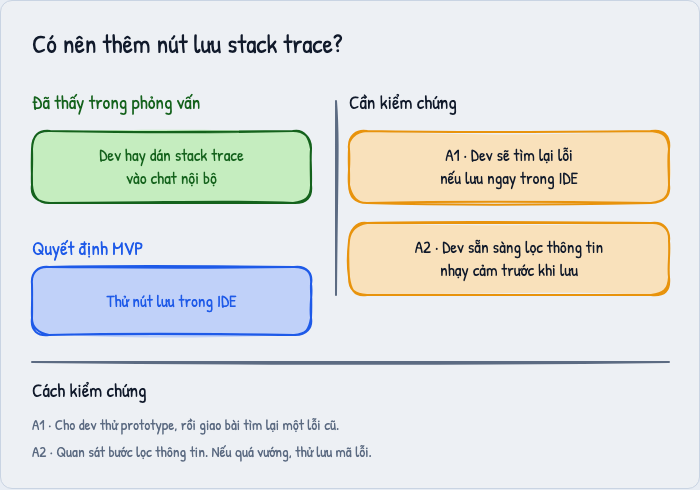 Có nên thêm nút lưu stack trace?
Đã thấy trong phỏng vấn
Dev hay dán stack trace
vào chat nội bộ
Quyết định MVP
Thử nút lưu trong IDE
Cần kiểm chứng
A1 · Dev sẽ tìm lại lỗi
nếu lưu ngay trong IDE
A2 · Dev sẵn sàng lọc thông tin
nhạy cảm trước khi lưu
Cách kiểm chứng
A1 · Cho dev thử prototype, rồi giao bài tìm lại một lỗi cũ.
A2 · Quan sát bước lọc thông tin. Nếu quá vướng, thử lưu mã lỗi.